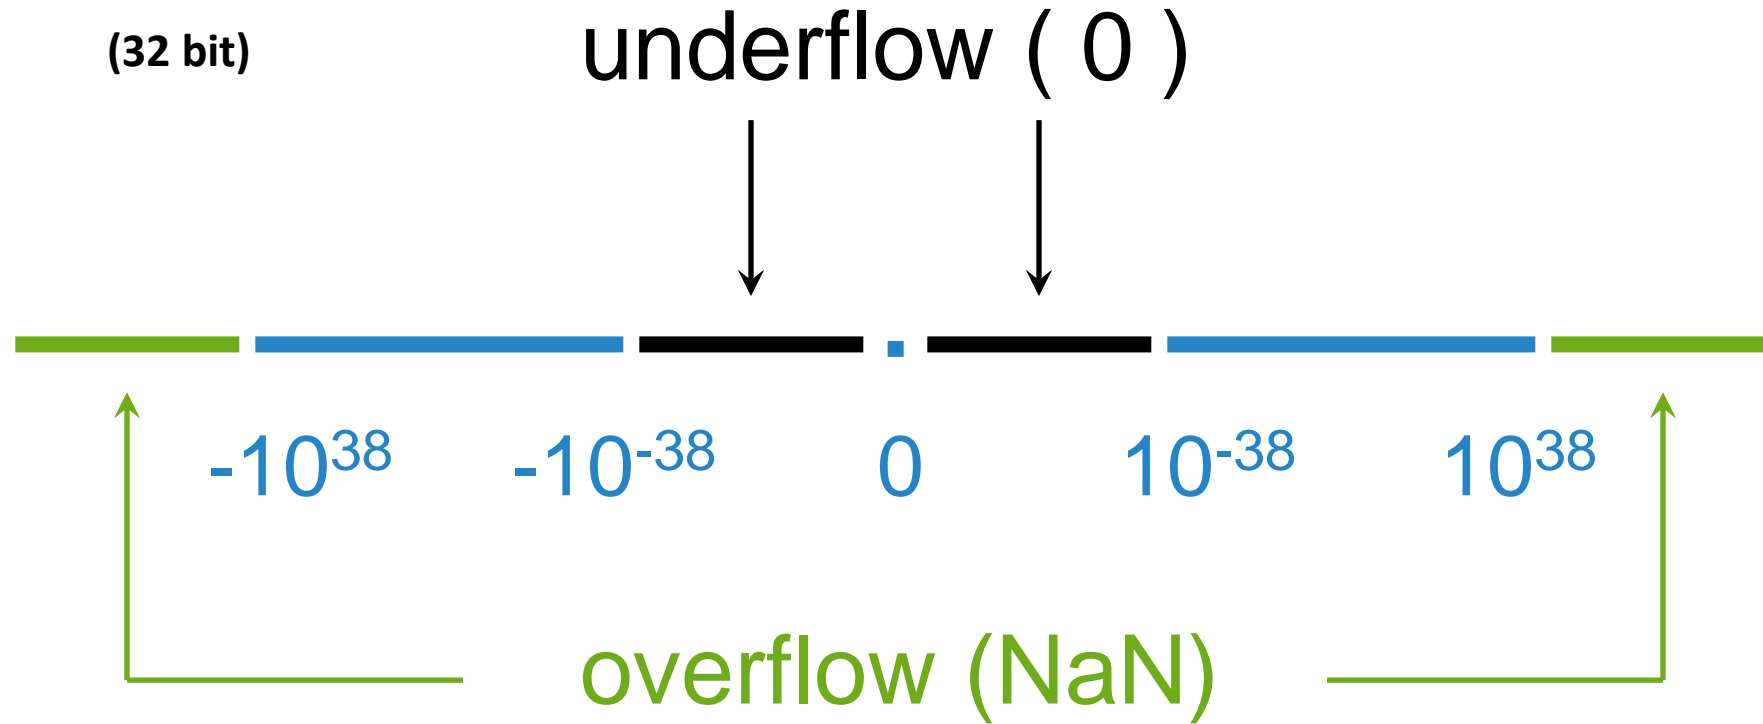 (32 bit)
underflow ( 0 )
-10³⁸ -10⁻³⁸ 0 10⁻³⁸ 10³⁸
overflow (NaN)